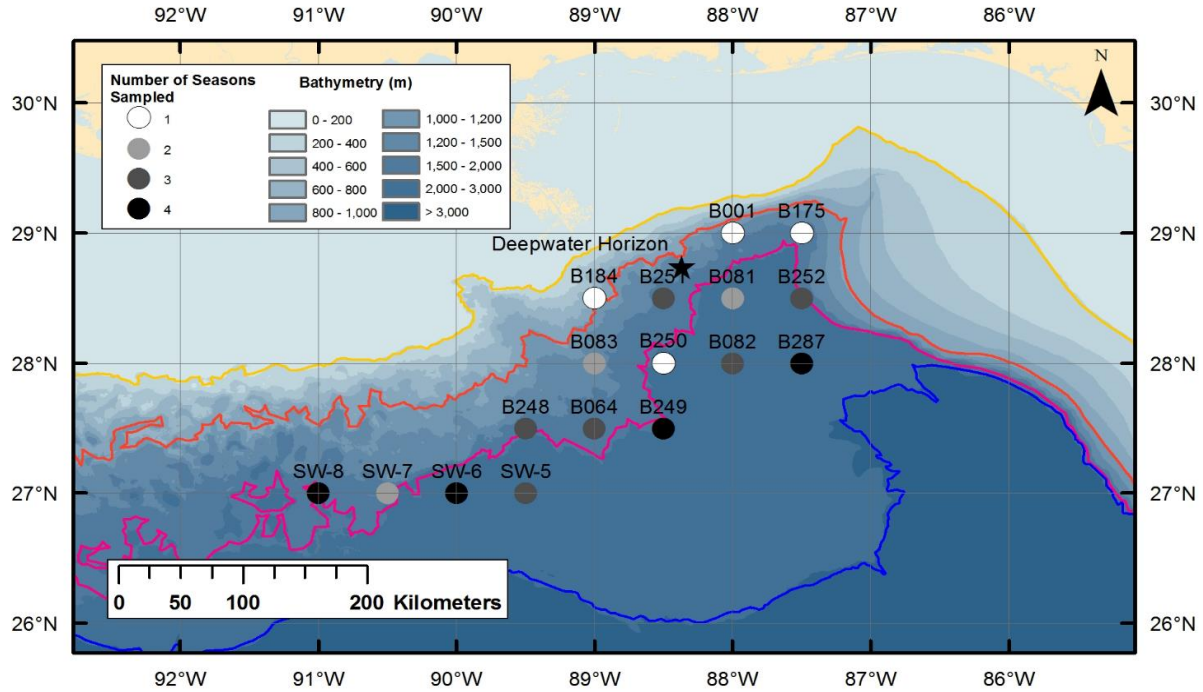 92°W 91°W 90°W 89°W 88°W 87°W 86°W
N
30°N 30°N
Number of Seasons
Sampled
1
2
3
4
Bathymetry (m)
0 - 200
200 - 400
400 - 600
600 - 800
800 - 1,000
1,000 - 1,200
1,200 - 1,500
1,500 - 2,000
2,000 - 3,000
> 3,000
B001 B175
29°N 29°N
Deepwater Horizon
B184 B251 B081 B252
B083 B250 B082 B287
28°N 28°N
B248 B064 B249
SW-8 SW-7 SW-6 SW-5
27°N 27°N
0 50 100 200 Kilometers
26°N 26°N
92°W 91°W 90°W 89°W 88°W 87°W 86°W